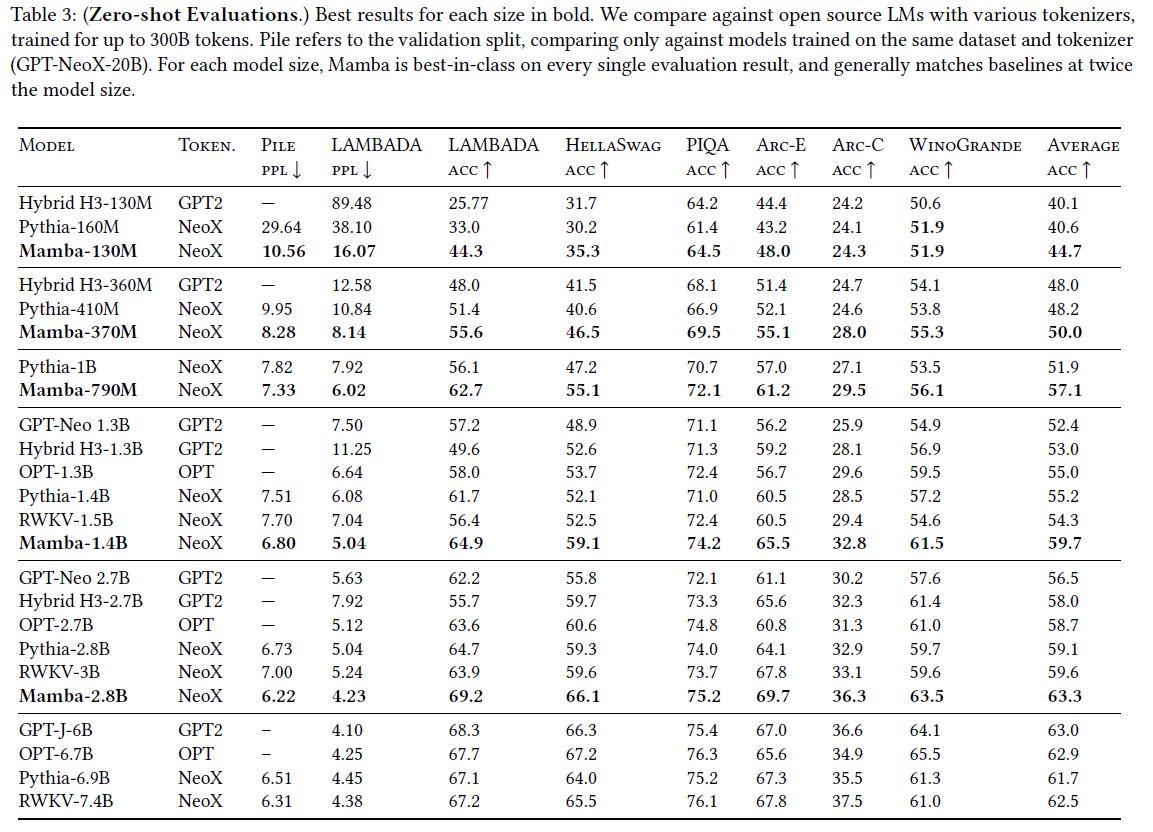 Table 3: (Zero-shot Evaluations.) Best results for each size in bold. We compare against open source LMs with various tokenizers,
trained for up to 300B tokens. Pile refers to the validation split, comparing only against models trained on the same dataset and tokenizer
(GPT-NeoX-20B). For each model size, Mamba is best-in-class on every single evaluation result, and generally matches baselines at twice
the model size.
Model Token. Pile LAMBADA LAMBADA HellaSwag PIQA Arc-E Arc-C WinoGrande Average
ppl ↓ ppl ↓ acc ↑ acc ↑ acc ↑ acc ↑ acc ↑ acc ↑ acc ↑
Hybrid H3-130M GPT2 — 89.48 25.77 31.7 64.2 44.4 24.2 50.6 40.1
Pythia-160M NeoX 29.64 38.10 33.0 30.2 61.4 43.2 24.1 51.9 40.6
Mamba-130M NeoX 10.56 16.07 44.3 35.3 64.5 48.0 24.3 51.9 44.7
Hybrid H3-360M GPT2 — 12.58 48.0 41.5 68.1 51.4 24.7 54.1 48.0
Pythia-410M NeoX 9.95 10.84 51.4 40.6 66.9 52.1 24.6 53.8 48.2
Mamba-370M NeoX 8.28 8.14 55.6 46.5 69.5 55.1 28.0 55.3 50.0
Pythia-1B NeoX 7.82 7.92 56.1 47.2 70.7 57.0 27.1 53.5 51.9
Mamba-790M NeoX 7.33 6.02 62.7 55.1 72.1 61.2 29.5 56.1 57.1
GPT-Neo 1.3B GPT2 — 7.50 57.2 48.9 71.1 56.2 25.9 54.9 52.4
Hybrid H3-1.3B GPT2 — 11.25 49.6 52.6 71.3 59.2 28.1 56.9 53.0
OPT-1.3B OPT — 6.64 58.0 53.7 72.4 56.7 29.6 59.5 55.0
Pythia-1.4B NeoX 7.51 6.08 61.7 52.1 71.0 60.5 28.5 57.2 55.2
RWKV-1.5B NeoX 7.70 7.04 56.4 52.5 72.4 60.5 29.4 54.6 54.3
Mamba-1.4B NeoX 6.80 5.04 64.9 59.1 74.2 65.5 32.8 61.5 59.7
GPT-Neo 2.7B GPT2 — 5.63 62.2 55.8 72.1 61.1 30.2 57.6 56.5
Hybrid H3-2.7B GPT2 — 7.92 55.7 59.7 73.3 65.6 32.3 61.4 58.0
OPT-2.7B OPT — 5.12 63.6 60.6 74.8 60.8 31.3 61.0 58.7
Pythia-2.8B NeoX 6.73 5.04 64.7 59.3 74.0 64.1 32.9 59.7 59.1
RWKV-3B NeoX 7.00 5.24 63.9 59.6 73.7 67.8 33.1 59.6 59.6
Mamba-2.8B NeoX 6.22 4.23 69.2 66.1 75.2 69.7 36.3 63.5 63.3
GPT-J-6B GPT2 – 4.10 68.3 66.3 75.4 67.0 36.6 64.1 63.0
OPT-6.7B OPT – 4.25 67.7 67.2 76.3 65.6 34.9 65.5 62.9
Pythia-6.9B NeoX 6.51 4.45 67.1 64.0 75.2 67.3 35.5 61.3 61.7
RWKV-7.4B NeoX 6.31 4.38 67.2 65.5 76.1 67.8 37.5 61.0 62.5